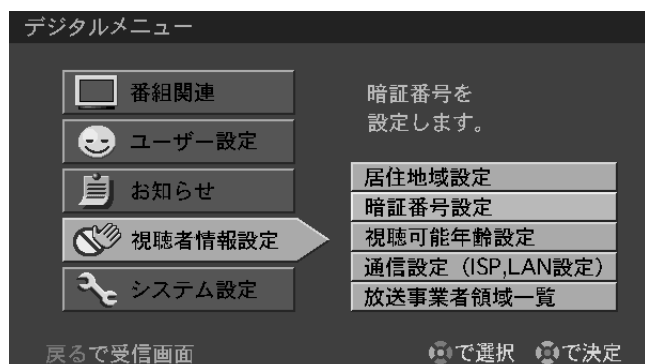 デジタルメニュー
番組関連
ユーザー設定
お知らせ
視聴者情報設定
システム設定
暗証番号を
設定します。
居住地域設定
暗証番号設定
視聴可能年齢設定
通信設定（ISP,LAN設定）
放送事業者領域一覧
戻るで受信画面
で選択 で決定